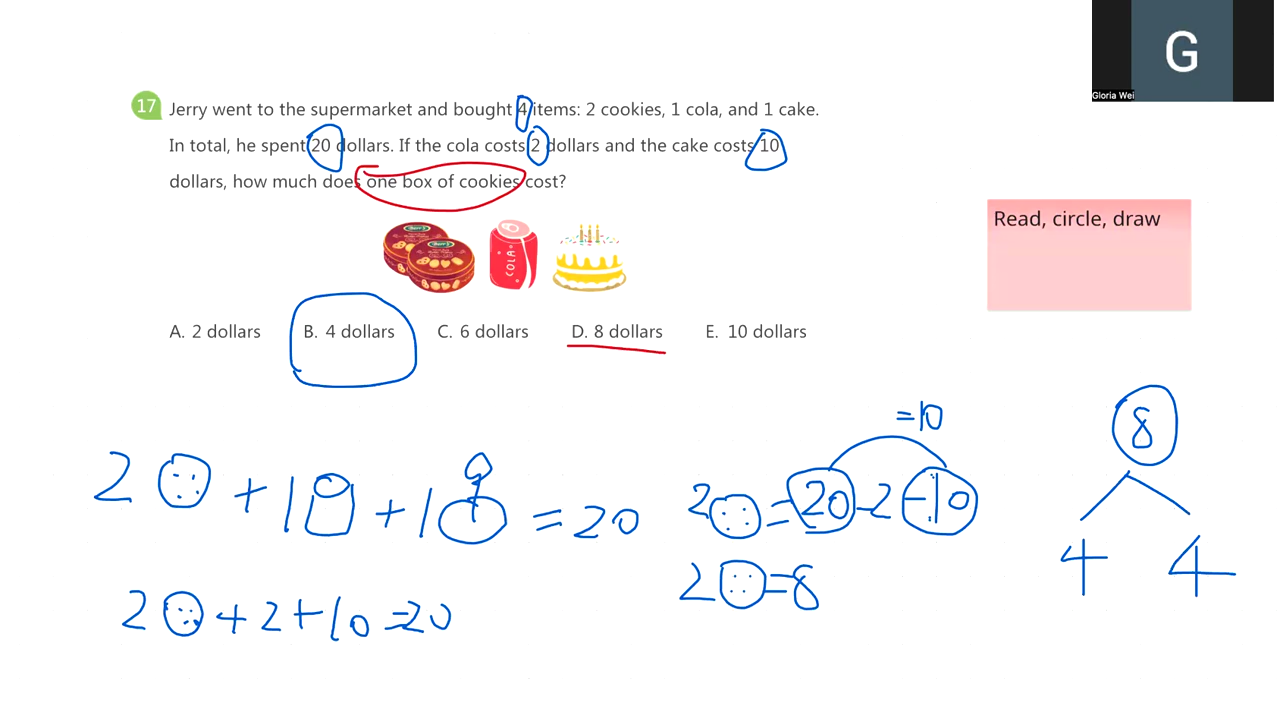 G
Gloria Wei
17 Jerry went to the supermarket and bought 4 items: 2 cookies, 1 cola, and 1 cake.
In total, he spent 20 dollars. If the cola costs 2 dollars and the cake costs 10
dollars, how much does one box of cookies cost?
Read, circle, draw
COLA
A. 2 dollars B. 4 dollars C. 6 dollars D. 8 dollars E. 10 dollars
=10
8
2 + 1 + 1 = 20
2 = 20 - 2 - 10
4 4
2 = 8
2 + 2 + 10 = 20